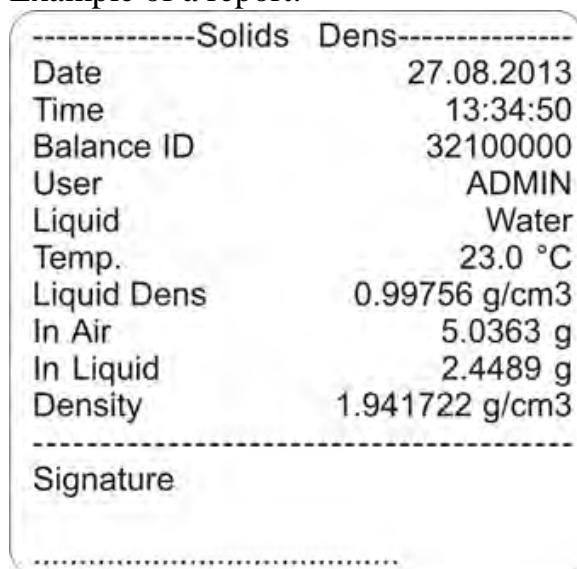 Example of a report:
-------------Solids Dens--------------
Date 27.08.2013
Time 13:34:50
Balance ID 32100000
User ADMIN
Liquid Water
Temp. 23.0 °C
Liquid Dens 0.99756 g/cm3
In Air 5.0363 g
In Liquid 2.4489 g
Density 1.941722 g/cm3
-----------------------------------------
Signature
.....................................